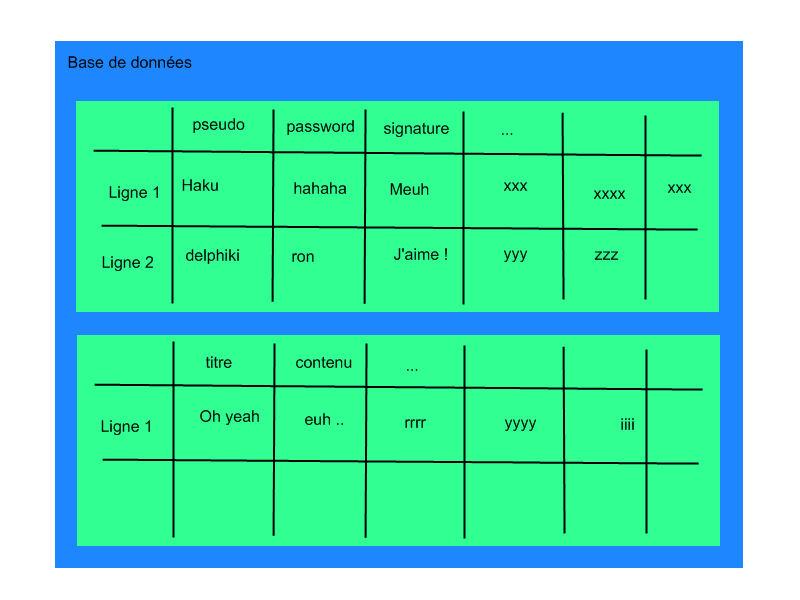 Base de données
pseudo password signature ...
Ligne 1 Haku hahaha Meuh xxx xxxx xxx
Ligne 2 delphiki ron J'aime ! yyy zzz
titre contenu ...
Ligne 1 Oh yeah euh .. rrrr yyyy iiii